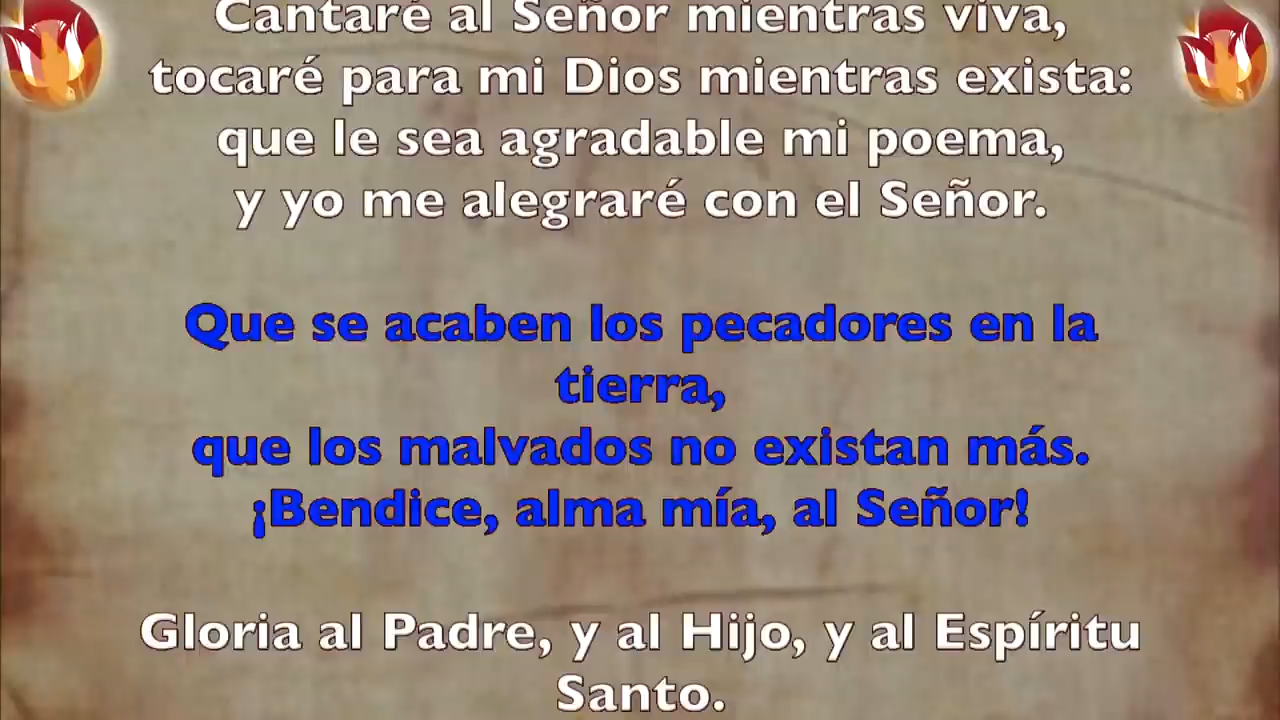 Cantaré al Señor mientras viva,
tocaré para mi Dios mientras exista:
que le sea agradable mi poema,
y yo me alegraré con el Señor.
Que se acaben los pecadores en la
tierra,
que los malvados no existan más.
¡Bendice, alma mía, al Señor!
Gloria al Padre, y al Hijo, y al Espíritu
Santo.